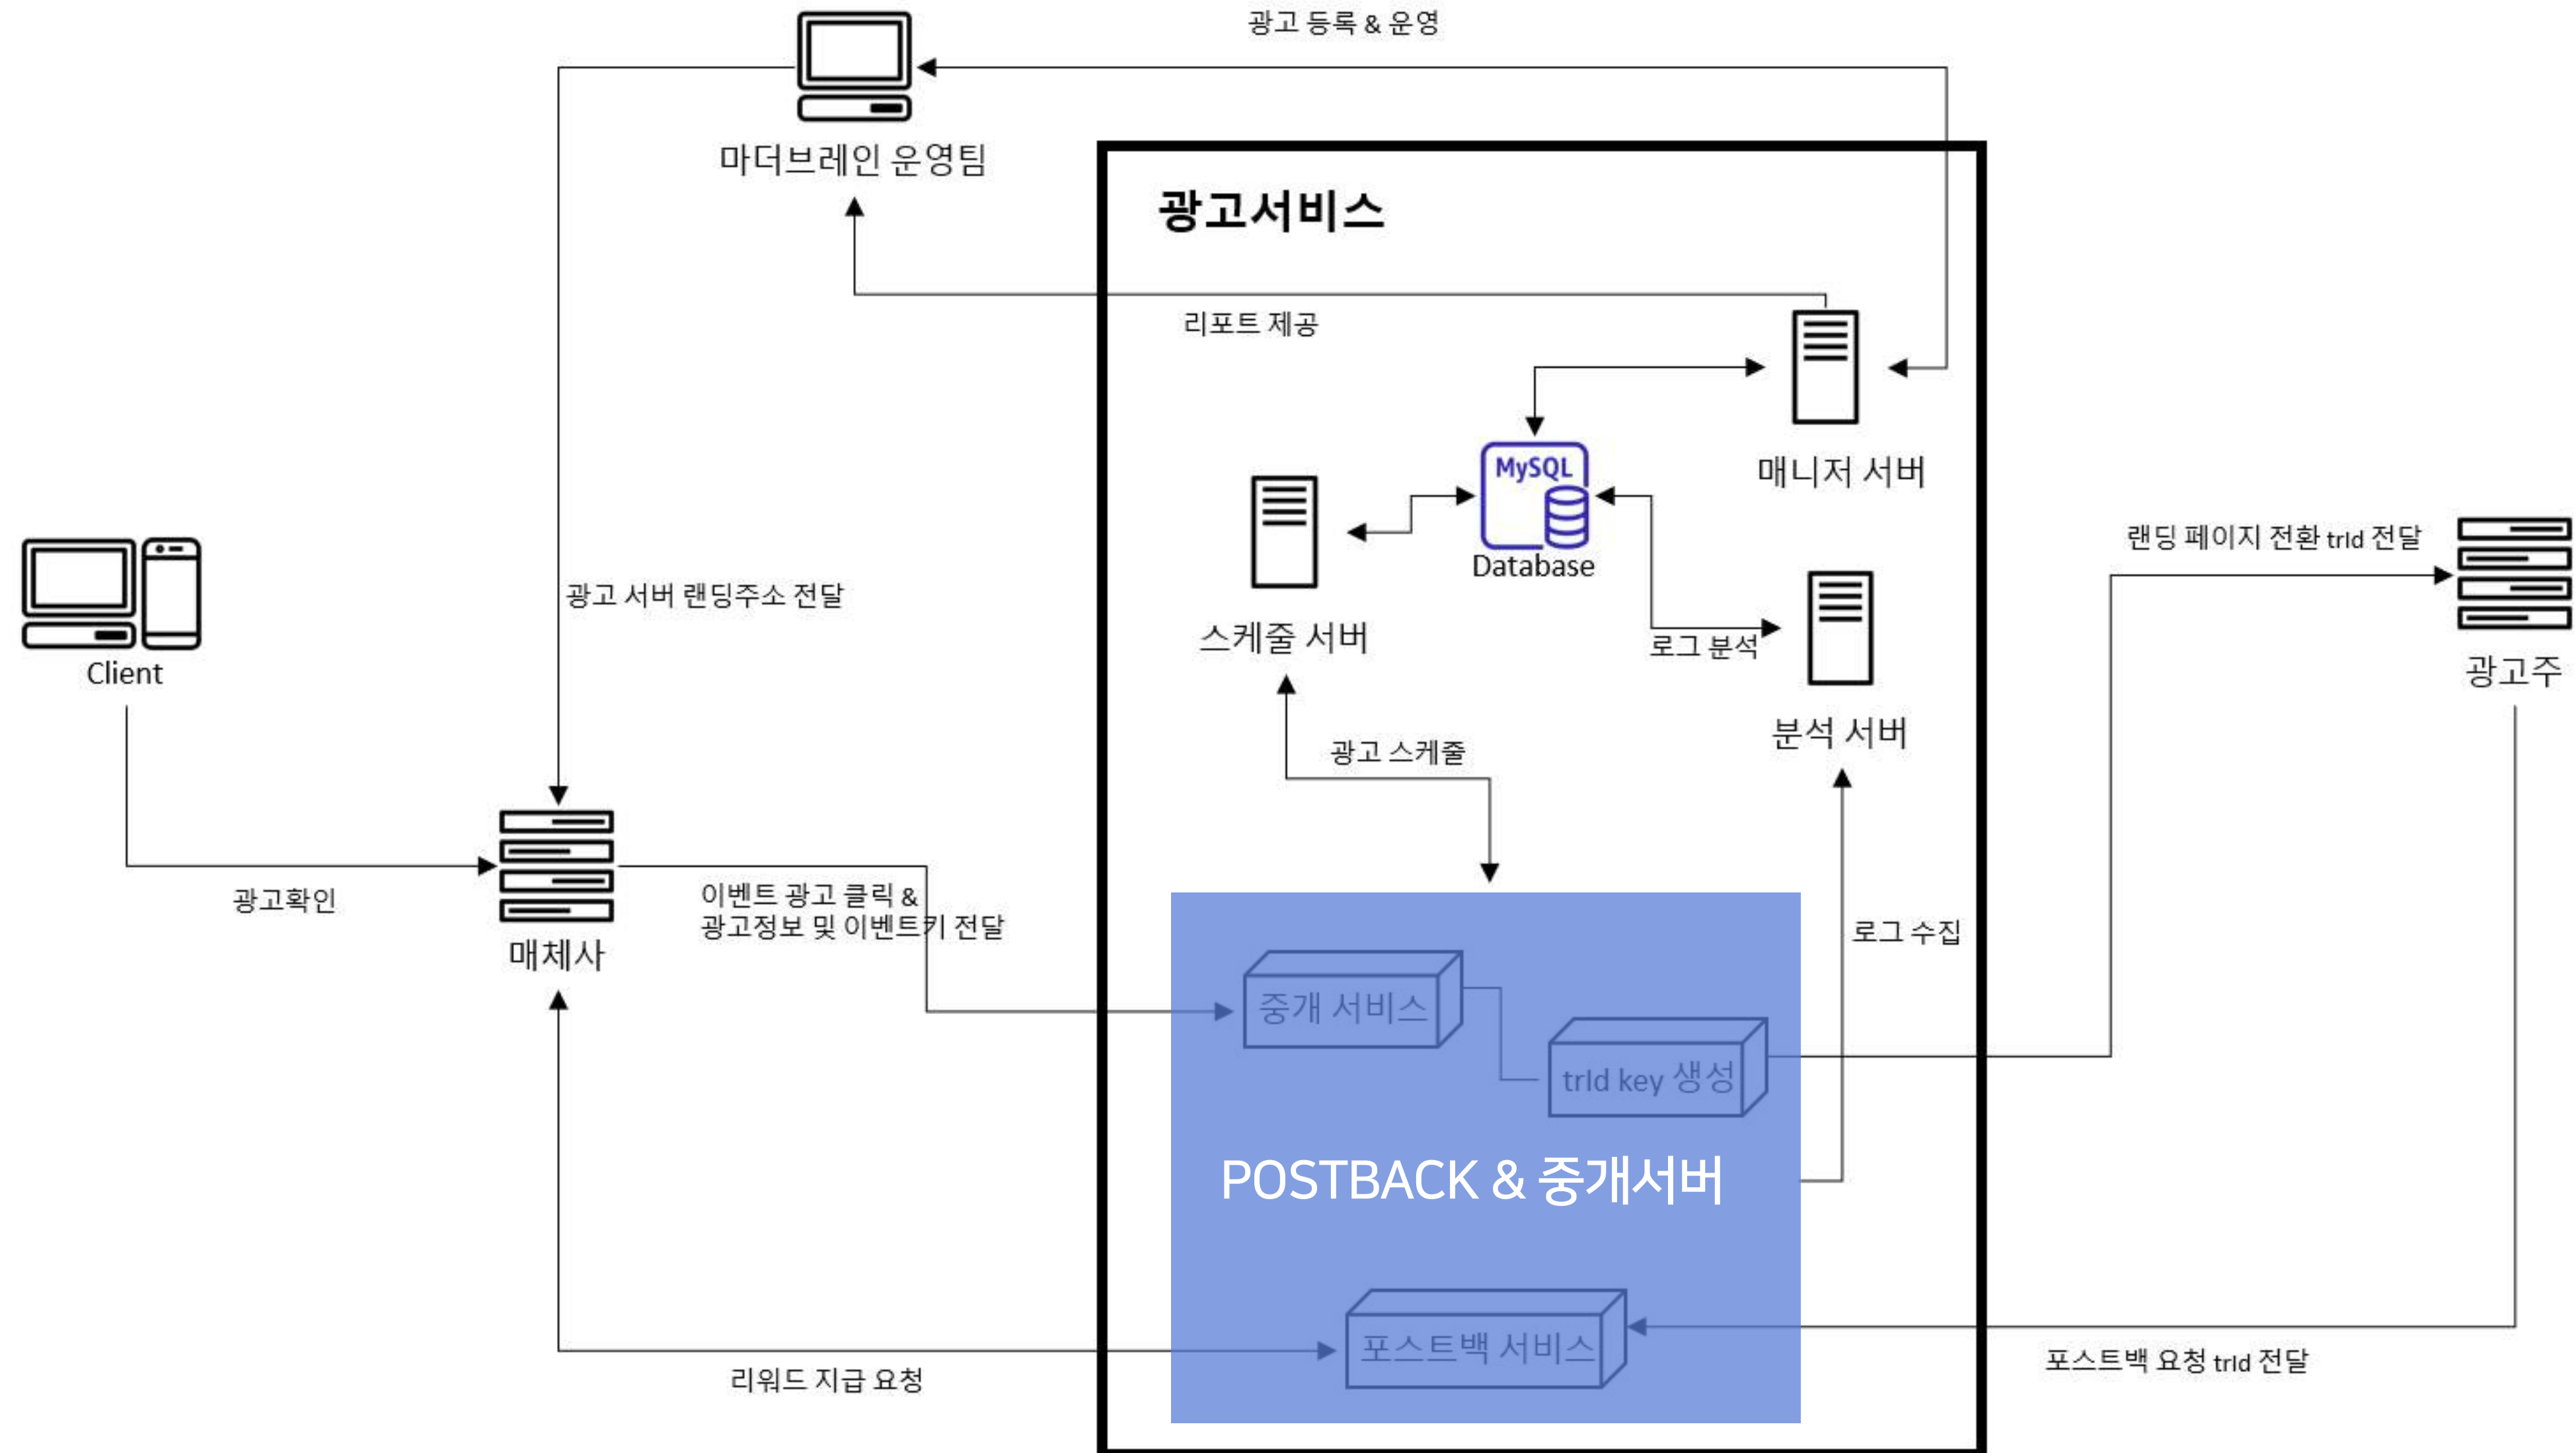 광고 등록 & 운영
마더브레인 운영팀
광고서비스
리포트 제공
MySQL
Database
매니저 서버
랜딩 페이지 전환 trId 전달
광고 서버 랜딩주소 전달
Client
스케줄 서버
로그 분석
광고주
분석 서버
광고 스케줄
광고확인
이벤트 광고 클릭 &
광고정보 및 이벤트키 전달
매체사
로그 수집
중개 서비스
trId key 생성
POSTBACK & 중개서버
포스트백 서비스
리워드 지급 요청
포스트백 요청 trId 전달